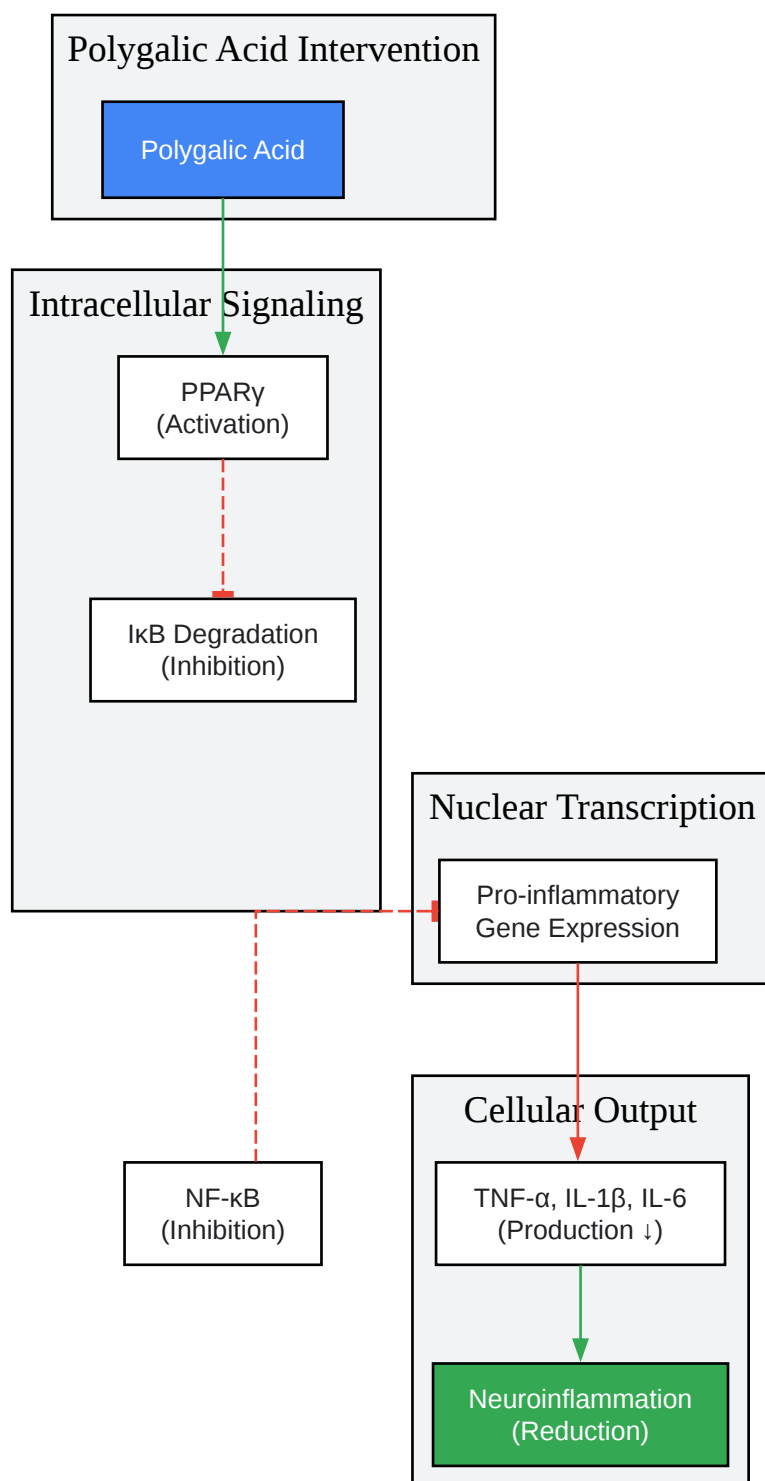 Polygalic Acid Intervention
Polygalic Acid
Intracellular Signaling
PPARγ
(Activation)
IκB Degradation
(Inhibition)
Nuclear Transcription
Pro-inflammatory
Gene Expression
Cellular Output
NF-κB
(Inhibition)
TNF-α, IL-1β, IL-6
(Production ↓)
Neuroinflammation
(Reduction)